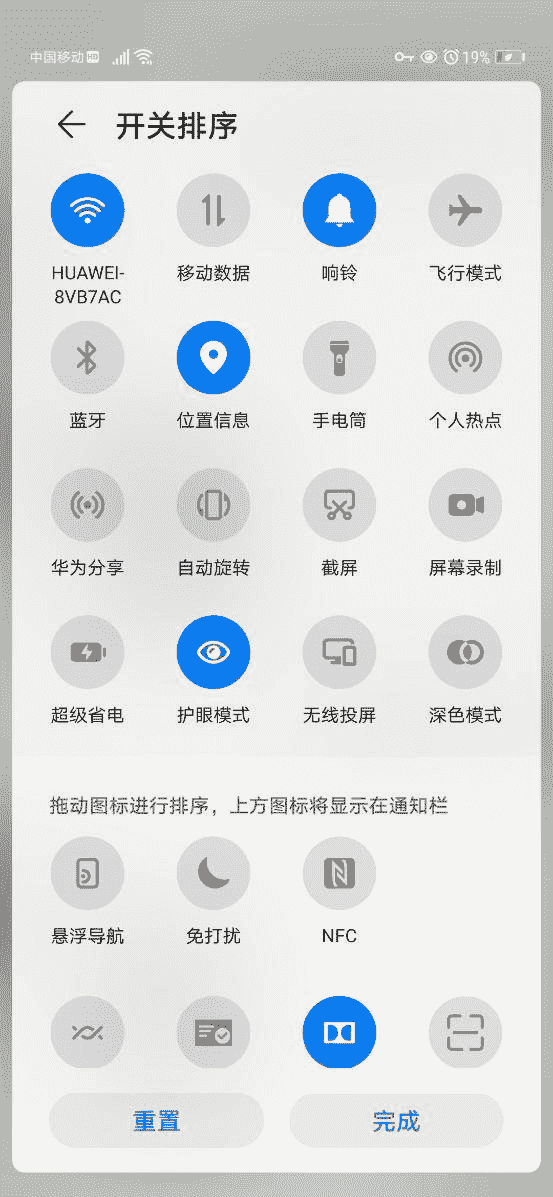 中国移动 HD 19%
开关排序
HUAWEI-
8VB7AC
移动数据
响铃
飞行模式
蓝牙
位置信息
手电筒
个人热点
华为分享
自动旋转
截屏
屏幕录制
超级省电
护眼模式
无线投屏
深色模式
拖动图标进行排序，上方图标将显示在通知栏
悬浮导航
免打扰
NFC
重置
完成